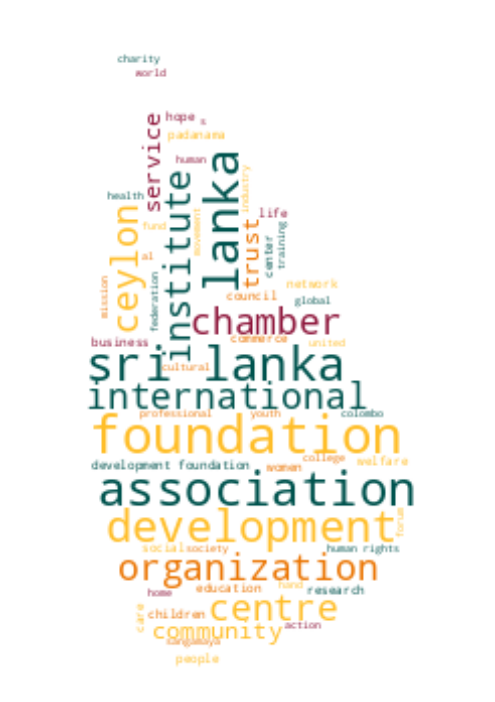 charity
world
hope s
service
padanama
human
lanka
institute
industry
health
ceylon
life
movement
fund
trust
training
center
al
federation
mission
network
council
global
chamber
commerce
business
united
sri lanka
cultural
international
professional youth colombo
foundation
college
welfare
development foundation
women
association
development
forum
social society
human rights
organization
hand
education
research
home
centre
care
children
community
action
sangamaya
people